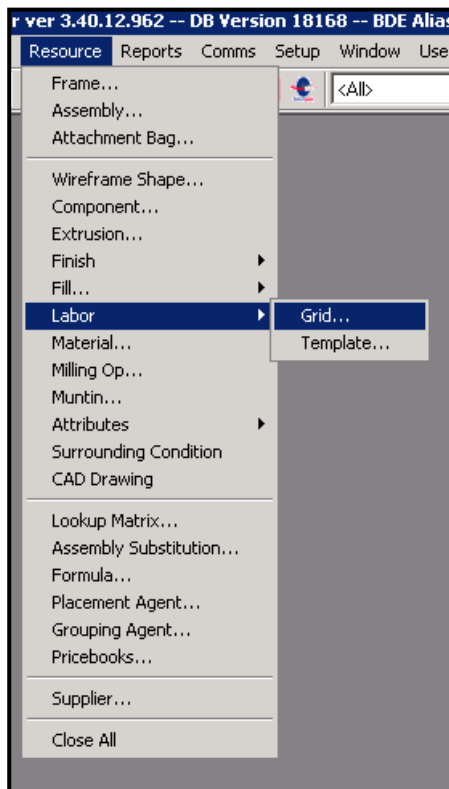 r ver 3.40.12.962 -- DB Version 18168 -- BDE Alias
Resource Reports Comms Setup Window Use
<All>
Frame...
Assembly...
Attachment Bag...
Wireframe Shape...
Component...
Extrusion...
Finish
Fill...
Labor
Grid...
Material...
Template...
Milling Op...
Muntin...
Attributes
Surrounding Condition
CAD Drawing
Lookup Matrix...
Assembly Substitution...
Formula...
Placement Agent...
Grouping Agent...
Pricebooks...
Supplier...
Close All